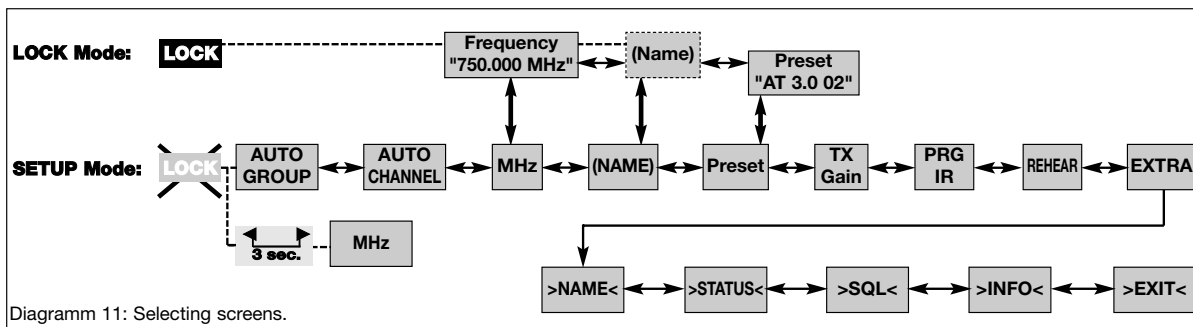 LOCK Mode:
LOCK
Frequency
"750.000 MHz"
(Name)
Preset
"AT 3.0 02"
SETUP Mode:
LOCK
AUTO
GROUP
AUTO
CHANNEL
MHz
(NAME)
Preset
TX
Gain
PRG
IR
REHEAR
EXTRA
3 sec.
MHz
>NAME<
>STATUS<
>SQL<
>INFO<
>EXIT<
Diagramm 11: Selecting screens.